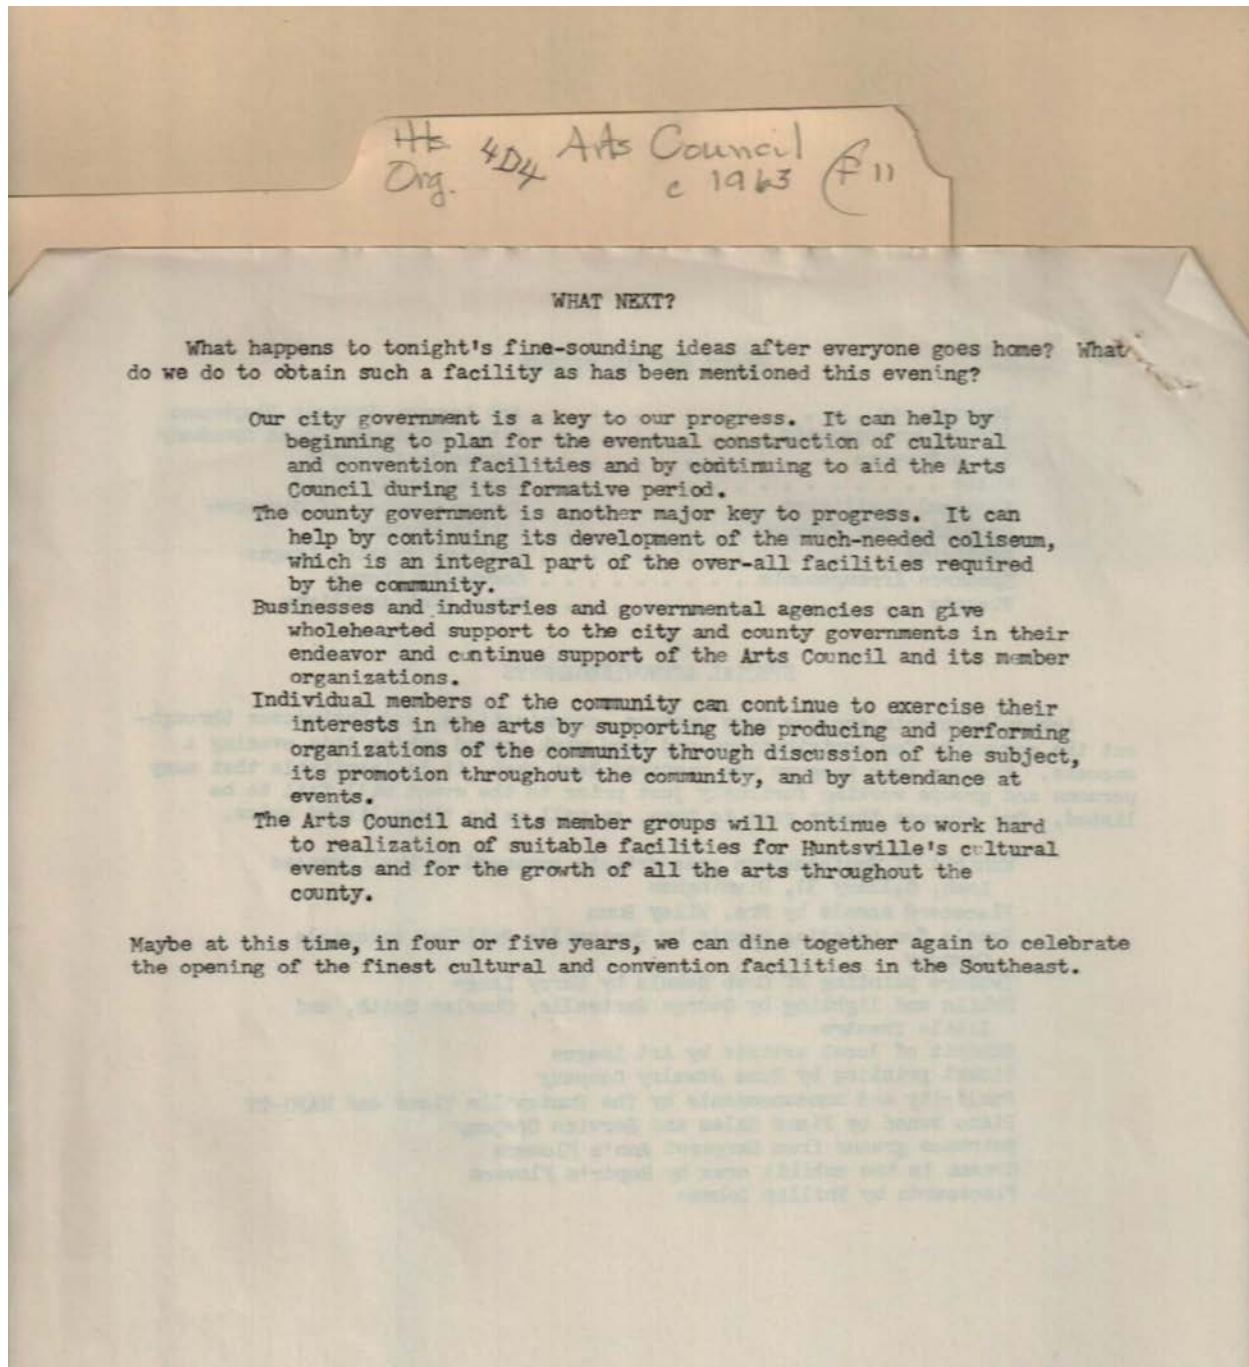 Hts 4D4 Arts Council
Org. c 1963 F 11
WHAT NEXT?
What happens to tonight's fine-sounding ideas after everyone goes home? What
do we do to obtain such a facility as has been mentioned this evening?
Our city government is a key to our progress. It can help by
beginning to plan for the eventual construction of cultural
and convention facilities and by continuing to aid the Arts
Council during its formative period.
The county government is another major key to progress. It can
help by continuing its development of the much-needed coliseum,
which is an integral part of the over-all facilities required
by the community.
Businesses and industries and governmental agencies can give
wholehearted support to the city and county governments in their
endeavor and continue support of the Arts Council and its member
organizations.
Individual members of the community can continue to exercise their
interests in the arts by supporting the producing and performing
organizations of the community through discussion of the subject,
its promotion throughout the community, and by attendance at
events.
The Arts Council and its member groups will continue to work hard
to realization of suitable facilities for Huntsville's cultural
events and for the growth of all the arts throughout the
county.
Maybe at this time, in four or five years, we can dine together again to celebrate
the opening of the finest cultural and convention facilities in the Southeast.